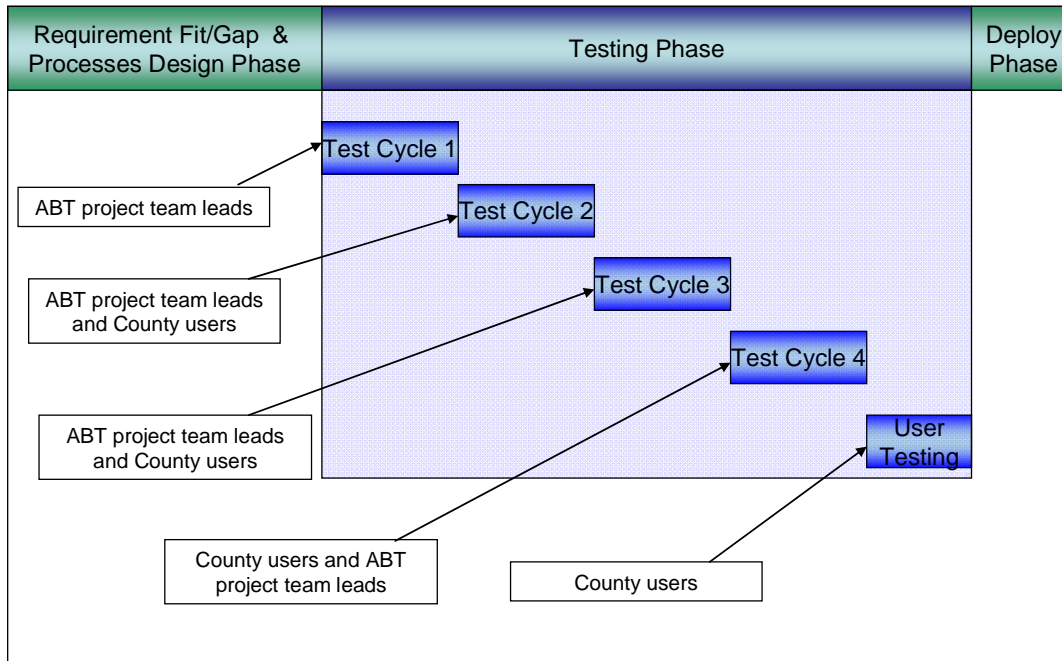 Requirement Fit/Gap &
Processes Design Phase
Testing Phase
Deploy
Phase
Test Cycle 1
ABT project team leads
Test Cycle 2
ABT project team leads
and County users
Test Cycle 3
ABT project team leads
and County users
Test Cycle 4
County users and ABT
project team leads
User
Testing
County users